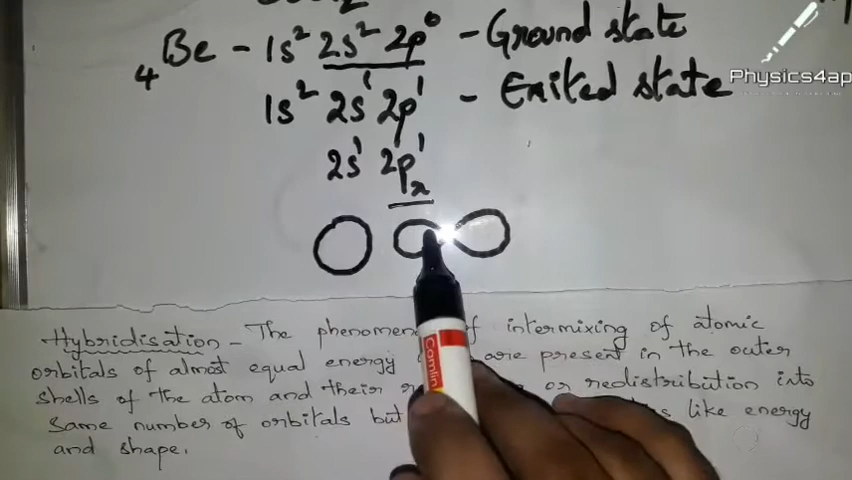 4Be - 1s² 2s² 2p⁰ - Ground state
Physics4ap
1s² 2s¹ 2p¹ - Exited state
2s¹ 2pₓ¹
Hybridisation - The phenomen of intermixing of atomic
orbitals of almost equal energy are present in the outer
shells of the atom and their or redistribution into
Same number of orbitals but like energy
and shape.
Camlin